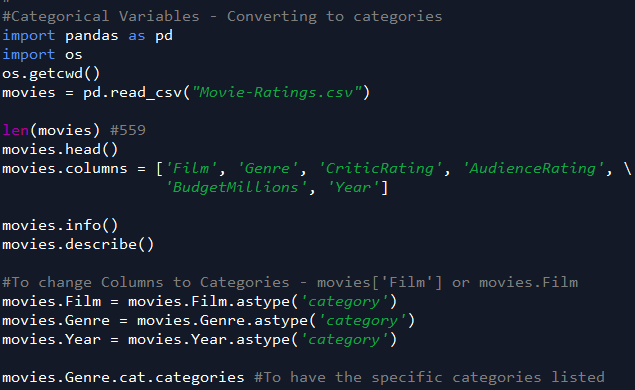 #Categorical Variables - Converting to categories
import pandas as pd
import os
os.getcwd()
movies = pd.read_csv("Movie-Ratings.csv")
len(movies) #559
movies.head()
movies.columns = ['Film', 'Genre', 'CriticRating', 'AudienceRating', \
'BudgetMillions', 'Year']
movies.info()
movies.describe()
#To change Columns to Categories - movies['Film'] or movies.Film
movies.Film = movies.Film.astype('category')
movies.Genre = movies.Genre.astype('category')
movies.Year = movies.Year.astype('category')
movies.Genre.cat.categories #To have the specific categories listed